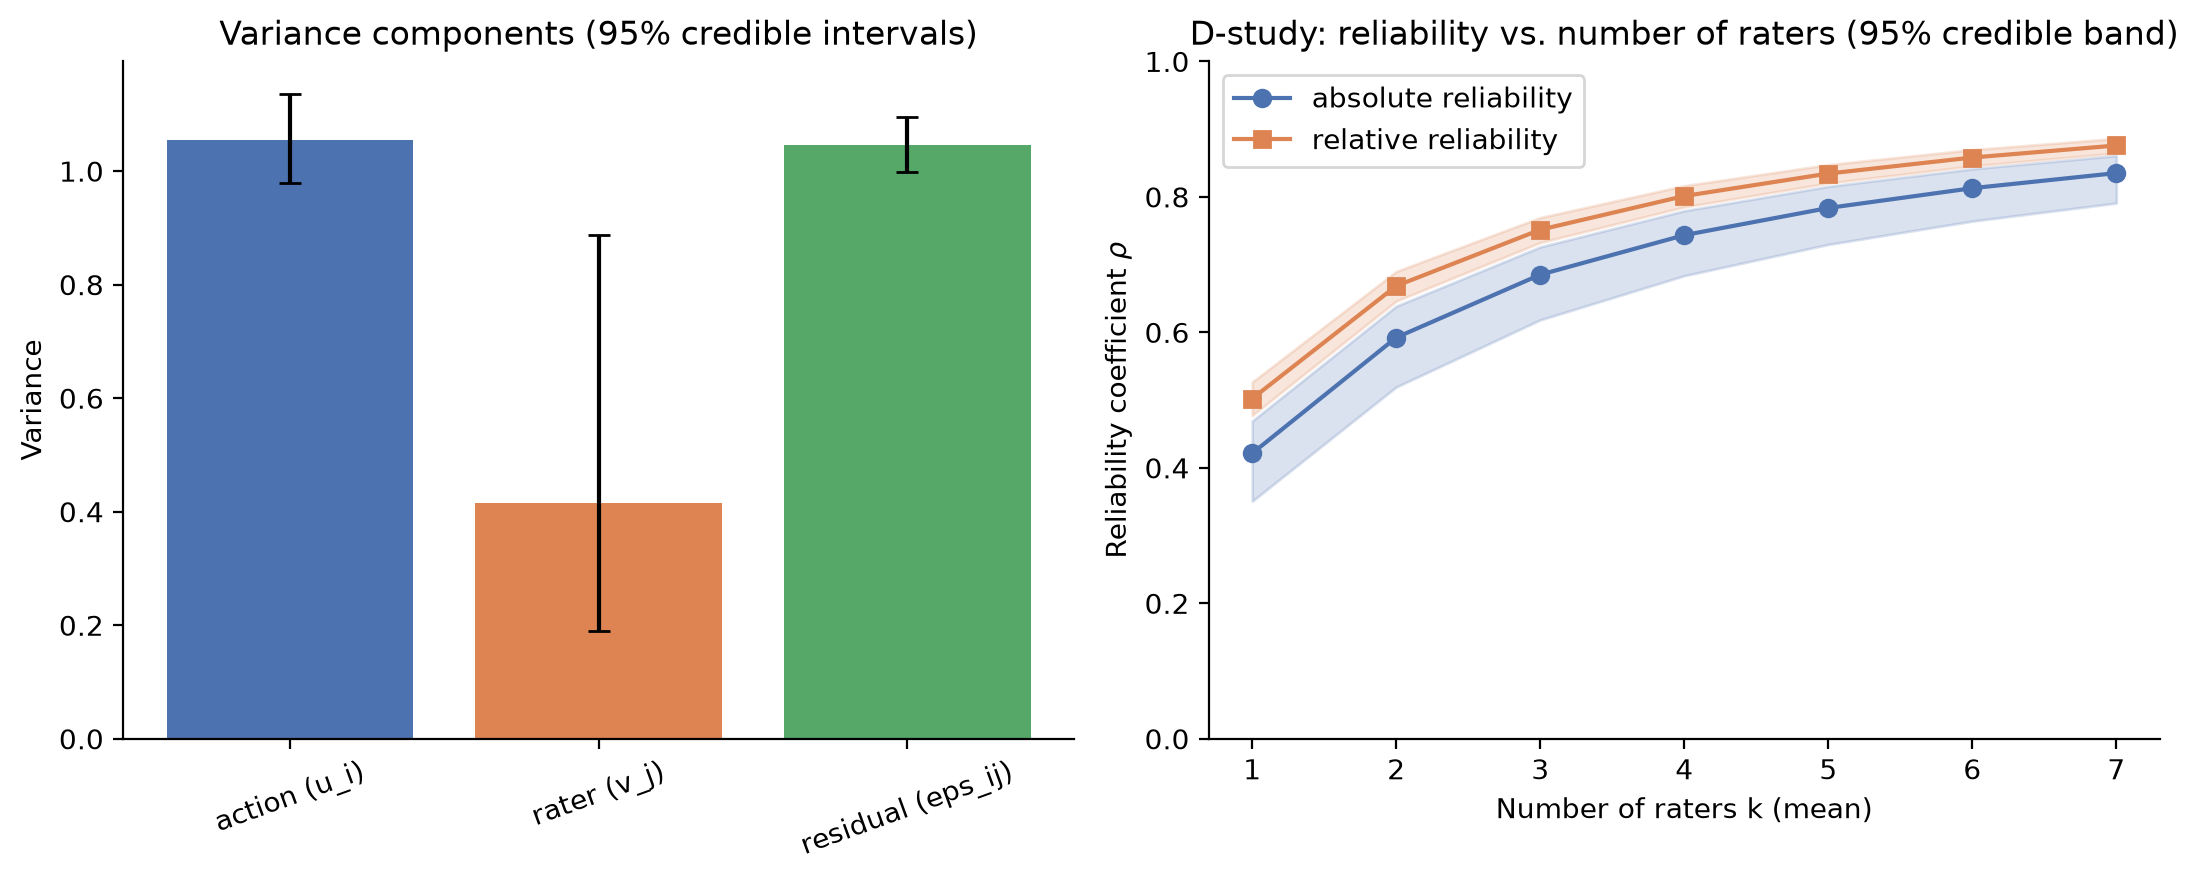 Variance components (95% credible intervals)
Variance
1.0
0.8
0.6
0.4
0.2
0.0
action (u_i)
rater (v_j)
residual (eps_ij)
D-study: reliability vs. number of raters (95% credible band)
absolute reliability
relative reliability
Reliability coefficient ρ
1.0
0.8
0.6
0.4
0.2
0.0
1 2 3 4 5 6 7
Number of raters k (mean)